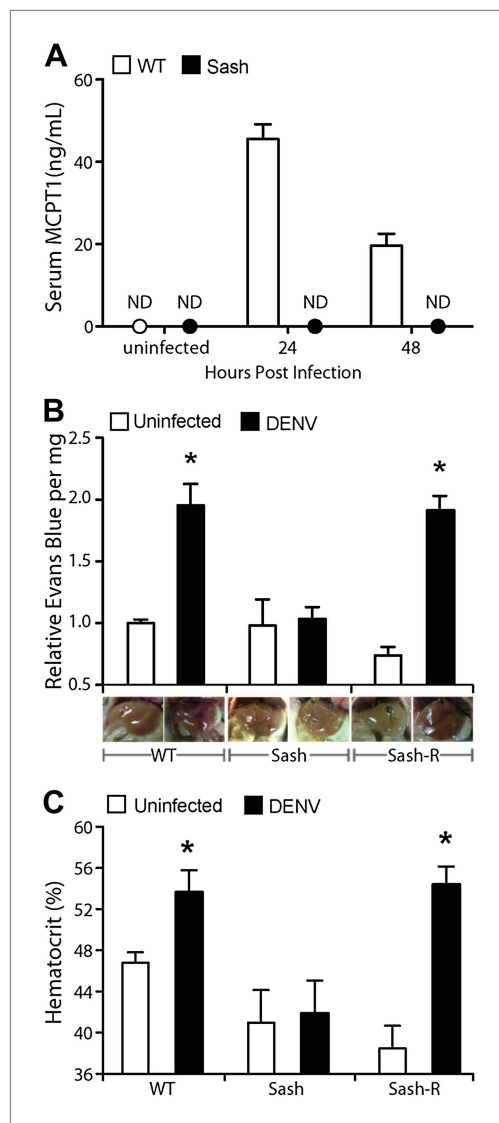 A
WT Sash
Serum MCPT1(ng/mL)
60
40
20
0
ND ND ND ND
uninfected 24 48
Hours Post Infection
B
Uninfected DENV
Relative Evans Blue per mg
2.5
2.0
1.5
1.0
0.5
* *
WT Sash Sash-R
C
Uninfected DENV
Hematocrit (%)
60
56
52
48
44
40
36
* *
WT Sash Sash-R